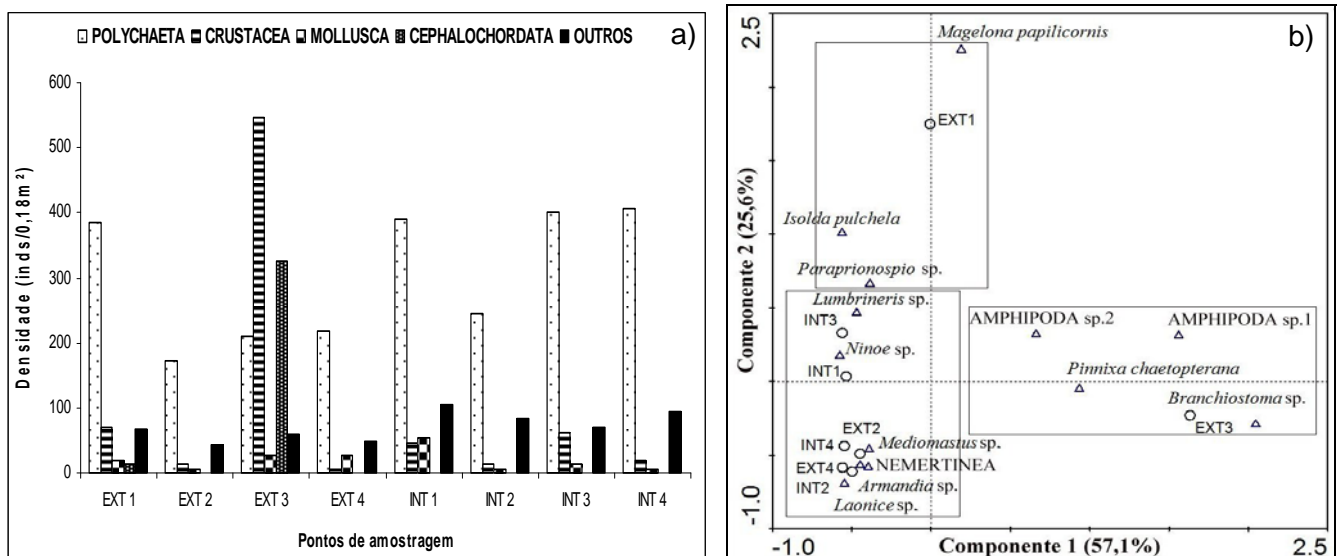 POLYCHAETA CRUSTACEA MOLLUSCA CEPHALOCHORDATA OUTROS
a)
Densidade (inds/0,18m²)
600
500
400
300
200
100
0
EXT 1 EXT 2 EXT 3 EXT 4 INT 1 INT 2 INT 3 INT 4
Pontos de amostragem
b)
2.5
Componente 2 (25,6%)
-1.0
Magelona papilicornis
EXT1
Isolda pulchela
Paraprionospio sp.
Lumbrineris sp.
INT3
AMPHIPODA sp.2
AMPHIPODA sp.1
Ninoe sp.
INT1
Pinnixa chaetopterana
Branchiostoma sp.
EXT3
EXT2
INT4
Mediomastus sp.
EXT4
NEMERTINEA
INT2
Armandia sp.
Laonice sp.
-1.0
Componente 1 (57,1%)
2.5